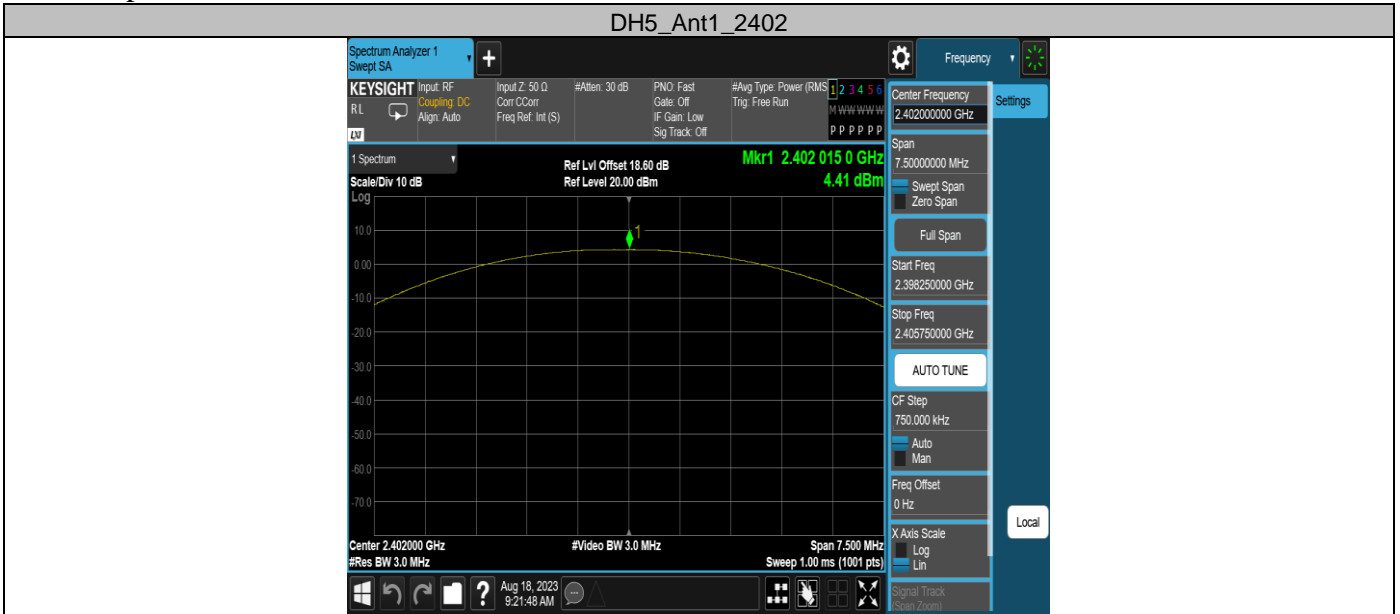 DH5_Ant1_2402
Spectrum Analyzer 1
Swept SA
+
Frequency
KEYSIGHT
RL
LXI
Input: RF
Coupling: DC
Align: Auto
Input Z: 50 Ω
Corr CCorr
Freq Ref: Int (S)
#Atten: 30 dB
PNO: Fast
Gate: Off
IF Gain: Low
Sig Track: Off
#Avg Type: Power (RMS
Trig: Free Run
1 2 3 4 5 6
M W W W W W
P P P P P P
1 Spectrum
Scale/Div 10 dB
Log
Ref Lvl Offset 18.60 dB
Ref Level 20.00 dBm
Mkr1 2.402 015 0 GHz
4.41 dBm
1
10.0
0.00
-10.0
-20.0
-30.0
-40.0
-50.0
-60.0
-70.0
Center 2.402000 GHz
#Res BW 3.0 MHz
#Video BW 3.0 MHz
Span 7.500 MHz
Sweep 1.00 ms (1001 pts)
?
Aug 18, 2023
9:21:48 AM
Center Frequency
2.402000000 GHz
Settings
Span
7.50000000 MHz
Swept Span
Zero Span
Full Span
Start Freq
2.398250000 GHz
Stop Freq
2.405750000 GHz
AUTO TUNE
CF Step
750.000 kHz
Auto
Man
Freq Offset
0 Hz
X Axis Scale
Log
Lin
Local
Signal Track
(Span Zoom)